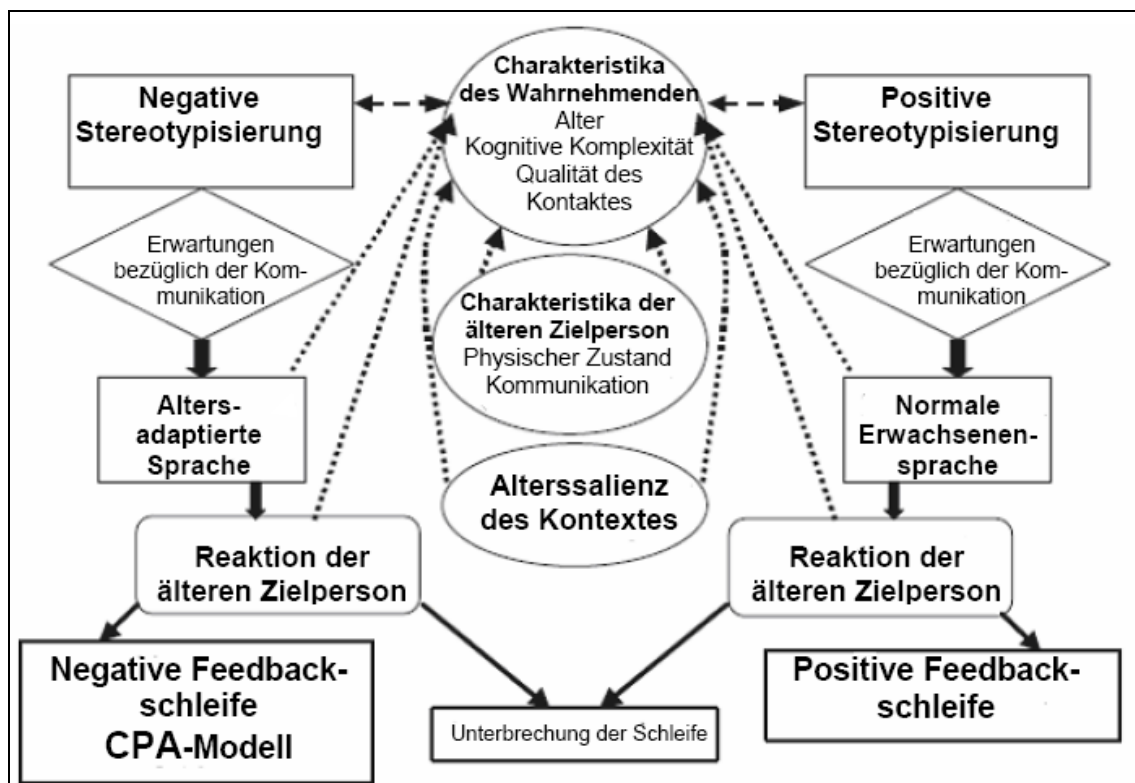 Negative
Stereotypisierung
Charakteristika
des Wahrnehmenden
Alter
Kognitive Komplexität
Qualität des
Kontaktes
Positive
Stereotypisierung
Erwartungen
bezüglich der Kom-
munikation
Charakteristika der
älteren Zielperson
Physischer Zustand
Kommunikation
Erwartungen
bezüglich der Kom-
munikation
Alters-
adaptierte
Sprache
Alterssalienz
des Kontextes
Normale
Erwachsenen-
sprache
Reaktion der
älteren Zielperson
Reaktion der
älteren Zielperson
Negative Feedback-
schleife
CPA-Modell
Unterbrechung der Schleife
Positive Feedback-
schleife